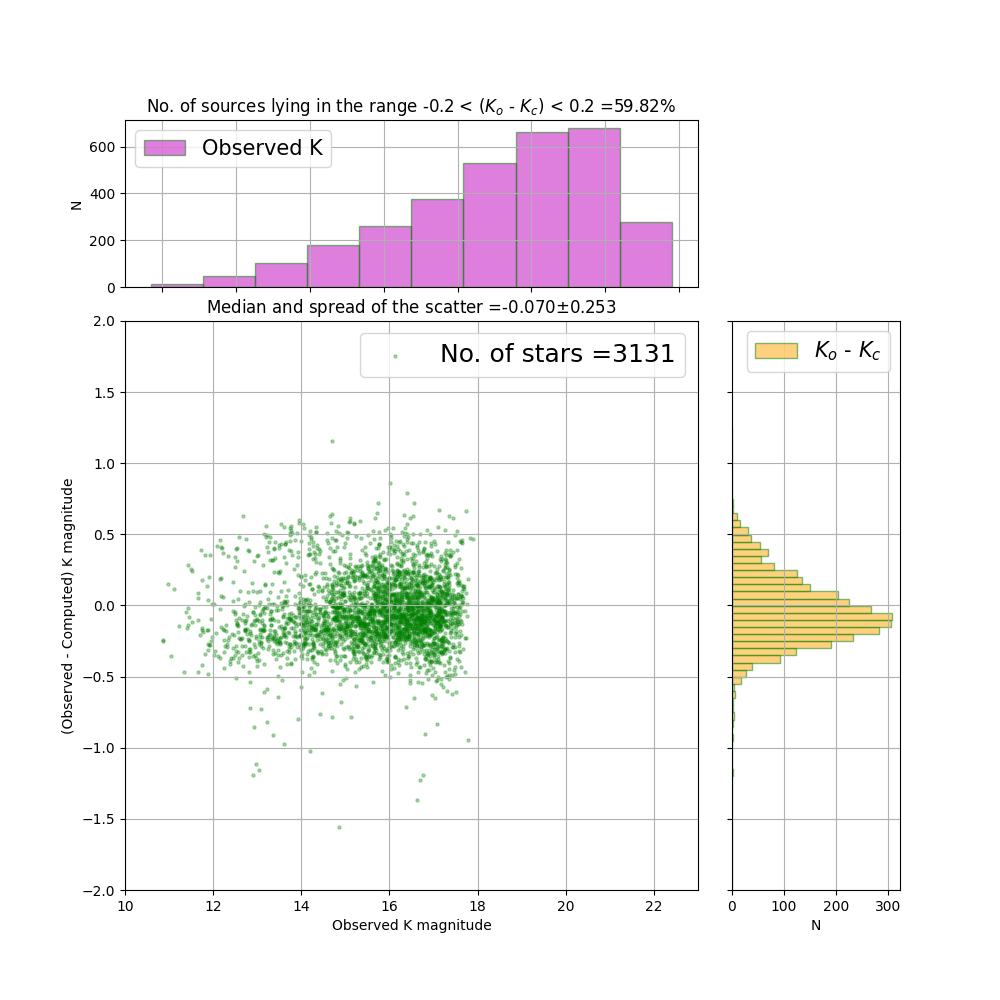 No. of sources lying in the range -0.2 < (K_o - K_c) < 0.2 =59.82%
Observed K
N
600
400
200
0
Median and spread of the scatter =-0.070±0.253
No. of stars =3131
K_o - K_c
(Observed - Computed) K magnitude
2.0
1.5
1.0
0.5
0.0
−0.5
−1.0
−1.5
−2.0
10 12 14 16 18 20 22
Observed K magnitude
0 100 200 300
N